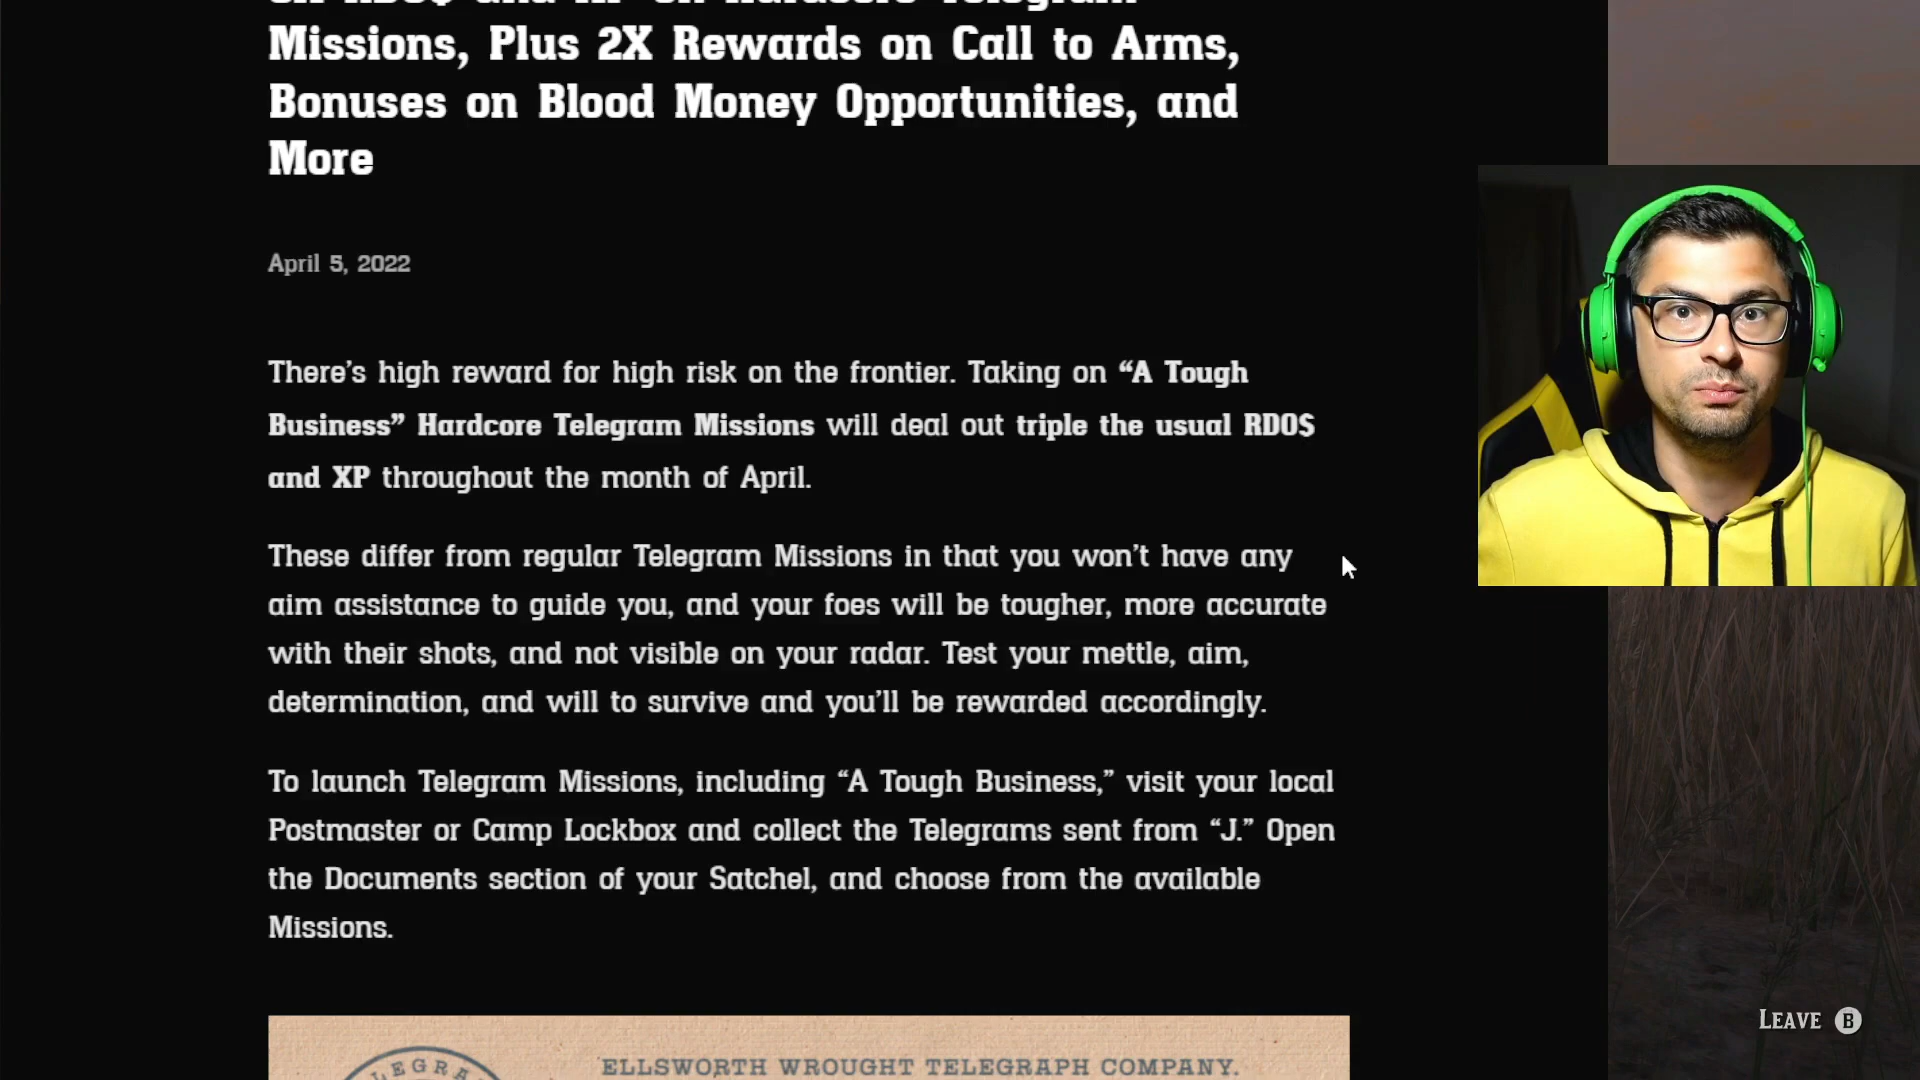 Missions, Plus 2X Rewards on Call to Arms,
Bonuses on Blood Money Opportunities, and
More
April 5, 2022
There’s high reward for high risk on the frontier. Taking on “A Tough
Business” Hardcore Telegram Missions will deal out triple the usual RDO$
and XP throughout the month of April.
These differ from regular Telegram Missions in that you won’t have any
aim assistance to guide you, and your foes will be tougher, more accurate
with their shots, and not visible on your radar. Test your mettle, aim,
determination, and will to survive and you’ll be rewarded accordingly.
To launch Telegram Missions, including “A Tough Business,” visit your local
Postmaster or Camp Lockbox and collect the Telegrams sent from “J.” Open
the Documents section of your Satchel, and choose from the available
Missions.
ELLSWORTH WROUGHT TELEGRAPH COMPANY.
LEAVE B